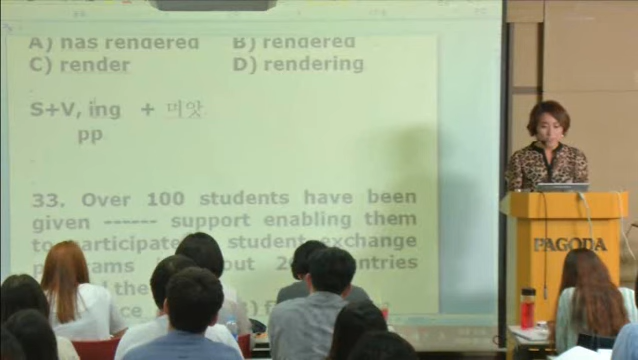 A) has rendered B) rendered
C) render D) rendering
S+V, ing + 며앗
pp
33. Over 100 students have been
given ------ support enabling them
to participate student exchange
countries
PAGODA